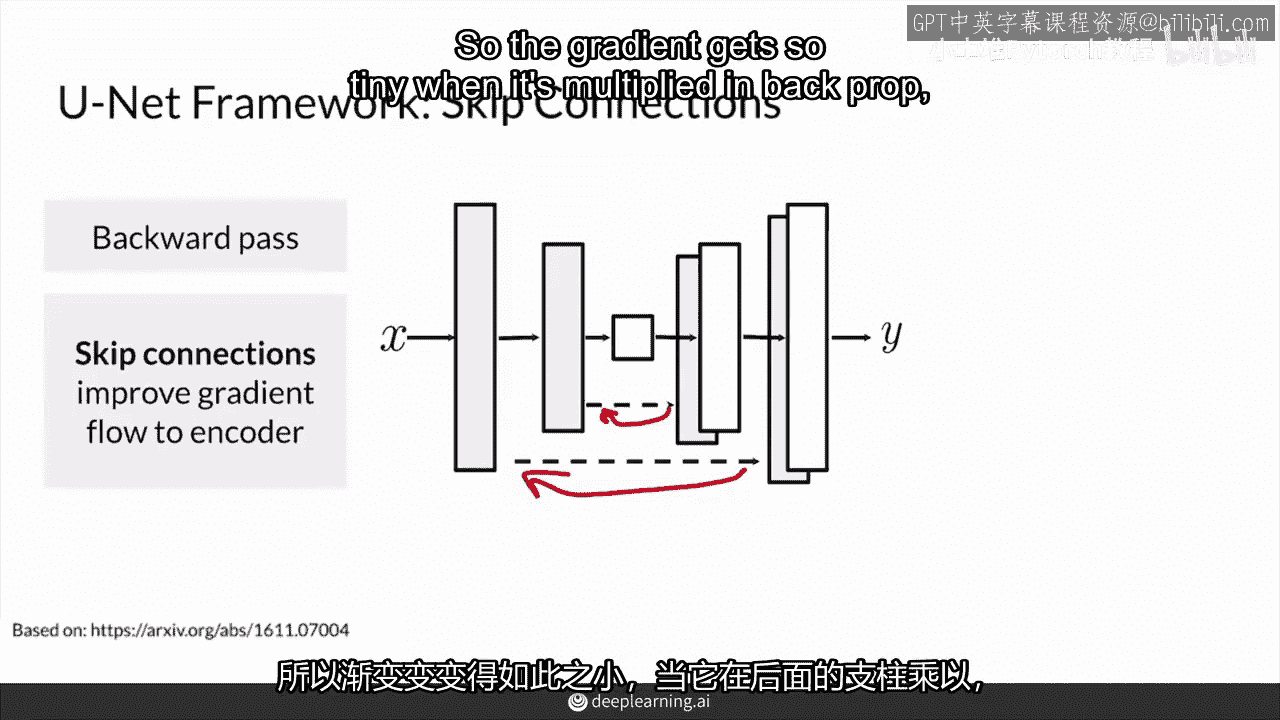 GPT中英字幕课程资源@bilibili.com
So the gradient gets so
tiny when it's multiplied in back prop,
U-Net Framework: Skip Connections
Backward pass
Skip connections
improve gradient
flow to encoder
x
y
Based on: https://arxiv.org/abs/1611.07004
所以渐变变变得如此之小，当它在后面的支柱乘以，
deeplearning.ai